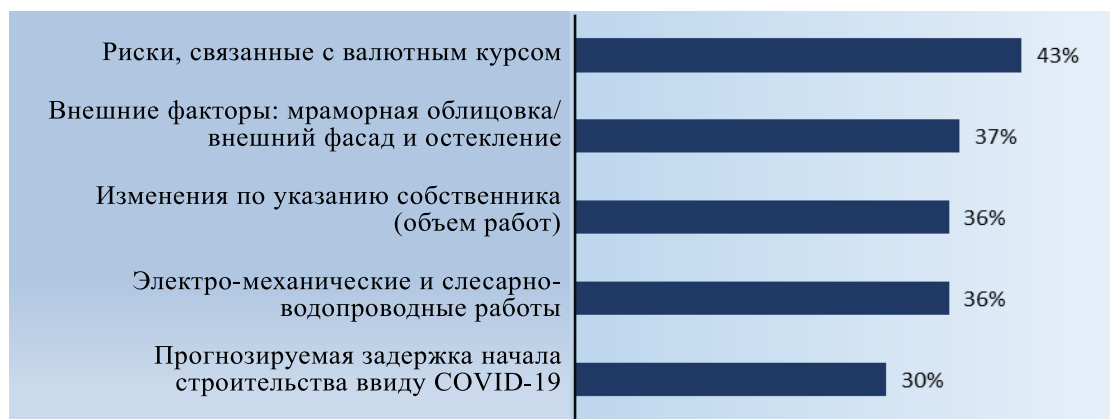 Риски, связанные с валютным курсом
43%
Внешние факторы: мраморная облицовка/
внешний фасад и остекление
37%
Изменения по указанию собственника
(объем работ)
36%
Электро-механические и слесарно-
водопроводные работы
36%
Прогнозируемая задержка начала
строительства ввиду COVID-19
30%